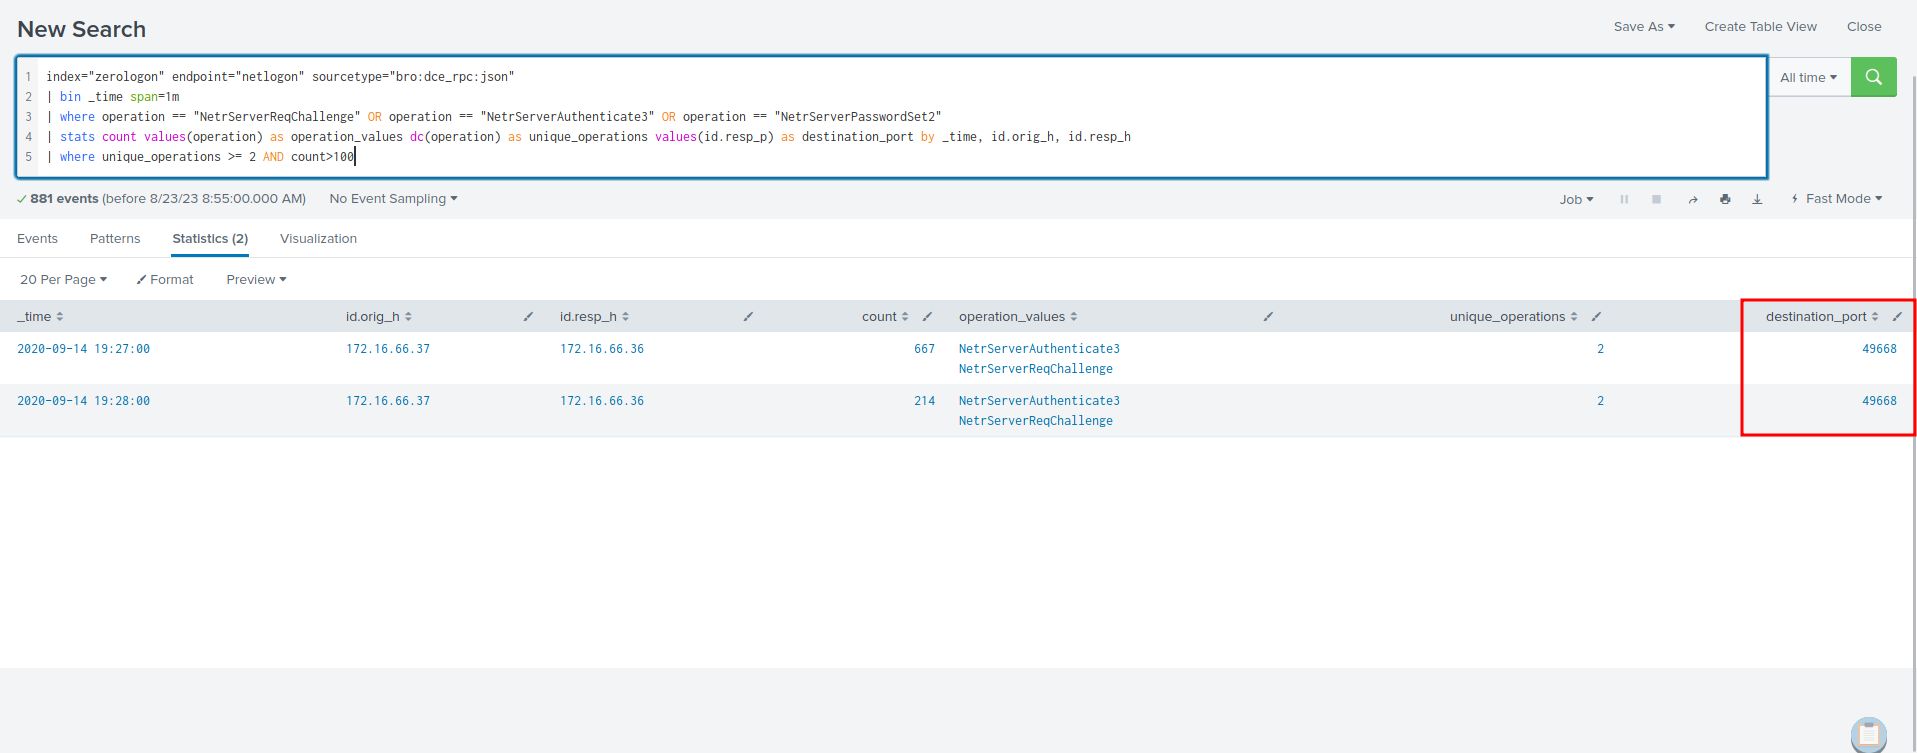 New Search
Save As
Create Table View
Close
1 index="zerologon" endpoint="netlogon" sourcetype="bro:dce_rpc:json"
2 | bin _time span=1m
3 | where operation == "NetrServerReqChallenge" OR operation == "NetrServerAuthenticate3" OR operation == "NetrServerPasswordSet2"
4 | stats count values(operation) as operation_values dc(operation) as unique_operations values(id.resp_p) as destination_port by _time, id.orig_h, id.resp_h
5 | where unique_operations >= 2 AND count>100
All time
881 events (before 8/23/23 8:55:00.000 AM)
No Event Sampling
Job
Fast Mode
Events
Patterns
Statistics (2)
Visualization
20 Per Page
Format
Preview
_time id.orig_h id.resp_h count operation_values unique_operations destination_port
2020-09-14 19:27:00 172.16.66.37 172.16.66.36 667 NetrServerAuthenticate3 2 49668
NetrServerReqChallenge
2020-09-14 19:28:00 172.16.66.37 172.16.66.36 214 NetrServerAuthenticate3 2 49668
NetrServerReqChallenge